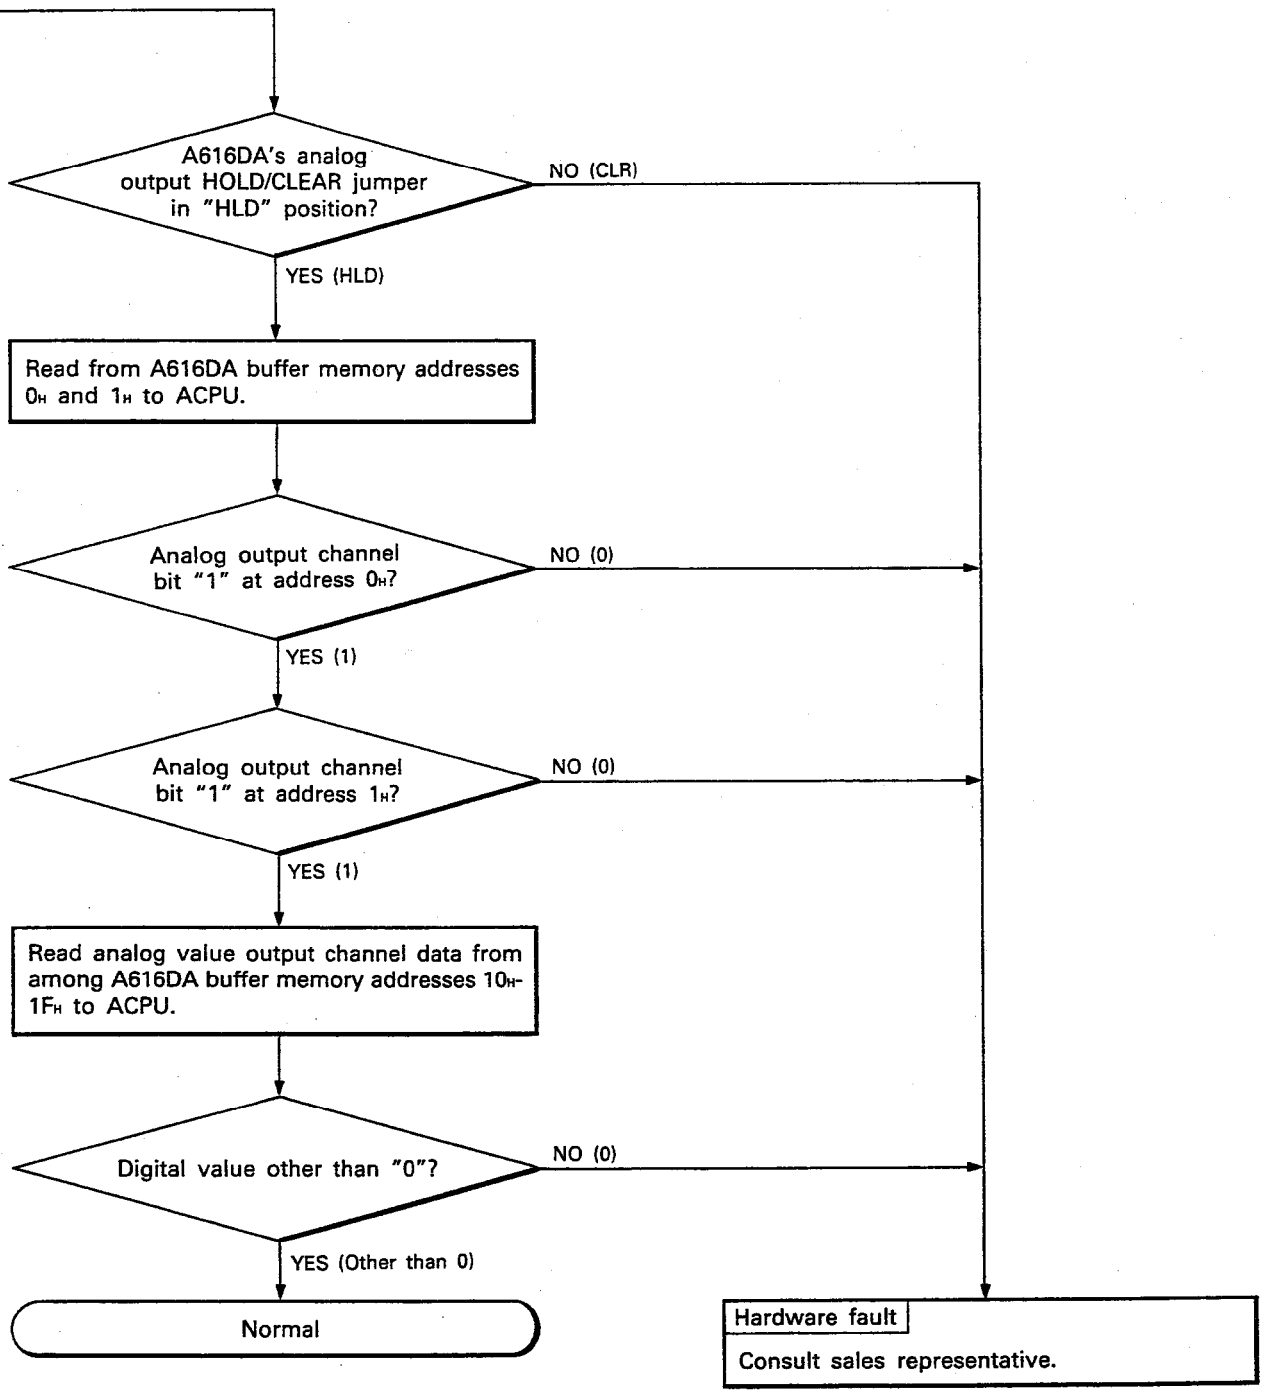 A616DA's analog
output HOLD/CLEAR jumper
in "HLD" position?
NO (CLR)
YES (HLD)
Read from A616DA buffer memory addresses
0H and 1H to ACPU.
Analog output channel
bit "1" at address 0H?
NO (0)
YES (1)
Analog output channel
bit "1" at address 1H?
NO (0)
YES (1)
Read analog value output channel data from
among A616DA buffer memory addresses 10H-
1FH to ACPU.
Digital value other than "0"?
NO (0)
YES (Other than 0)
Normal
Hardware fault
Consult sales representative.